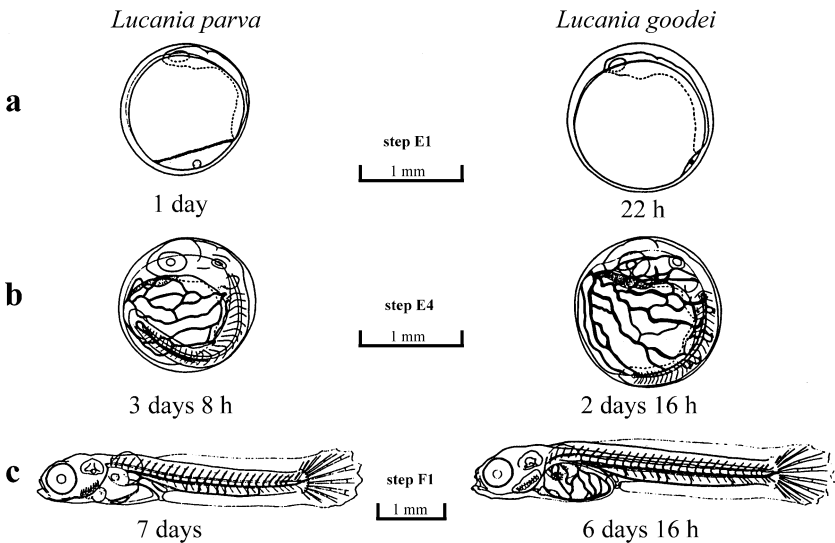 Lucania parva
Lucania goodei
a
step E1
1 mm
1 day
22 h
b
step E4
1 mm
3 days 8 h
2 days 16 h
c
step F1
1 mm
7 days
6 days 16 h